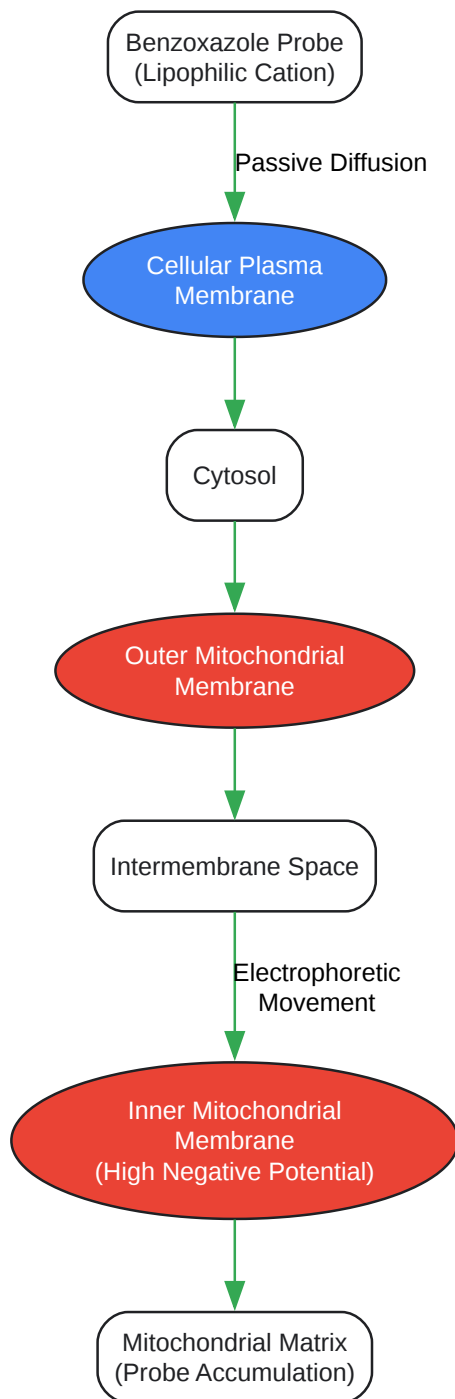 Benzoxazole Probe
(Lipophilic Cation)
Passive Diffusion
Cellular Plasma
Membrane
Cytosol
Outer Mitochondrial
Membrane
Intermembrane Space
Electrophoretic
Movement
Inner Mitochondrial
Membrane
(High Negative Potential)
Mitochondrial Matrix
(Probe Accumulation)